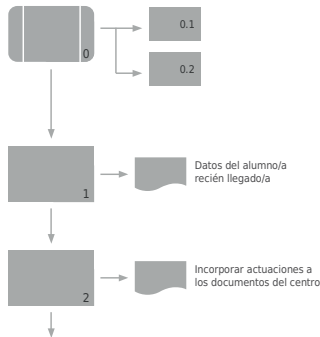 0
0.1
0.2
1
Datos del alumno/a
recién llegado/a
2
Incorporar actuaciones a
los documentos del centro